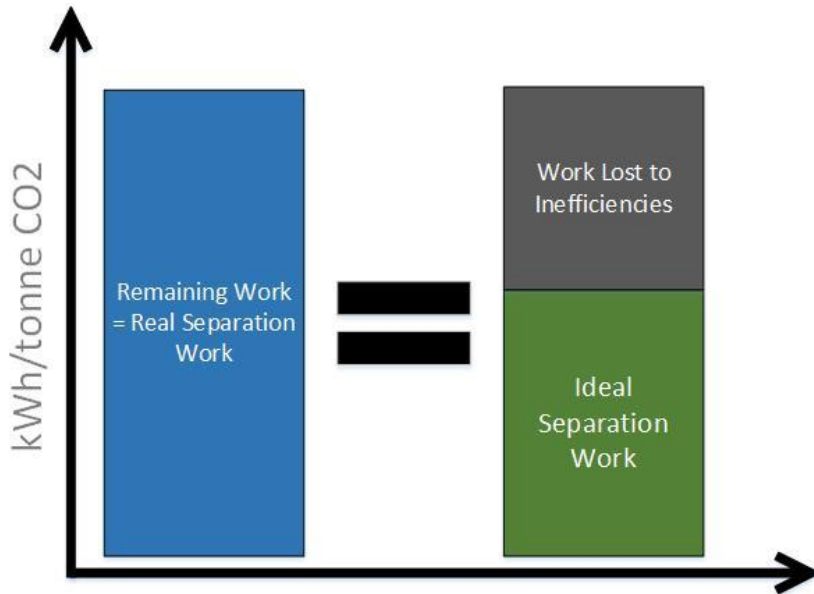 kWh/tonne CO2
Remaining Work
= Real Separation
Work
Work Lost to
Inefficiencies
Ideal
Separation
Work